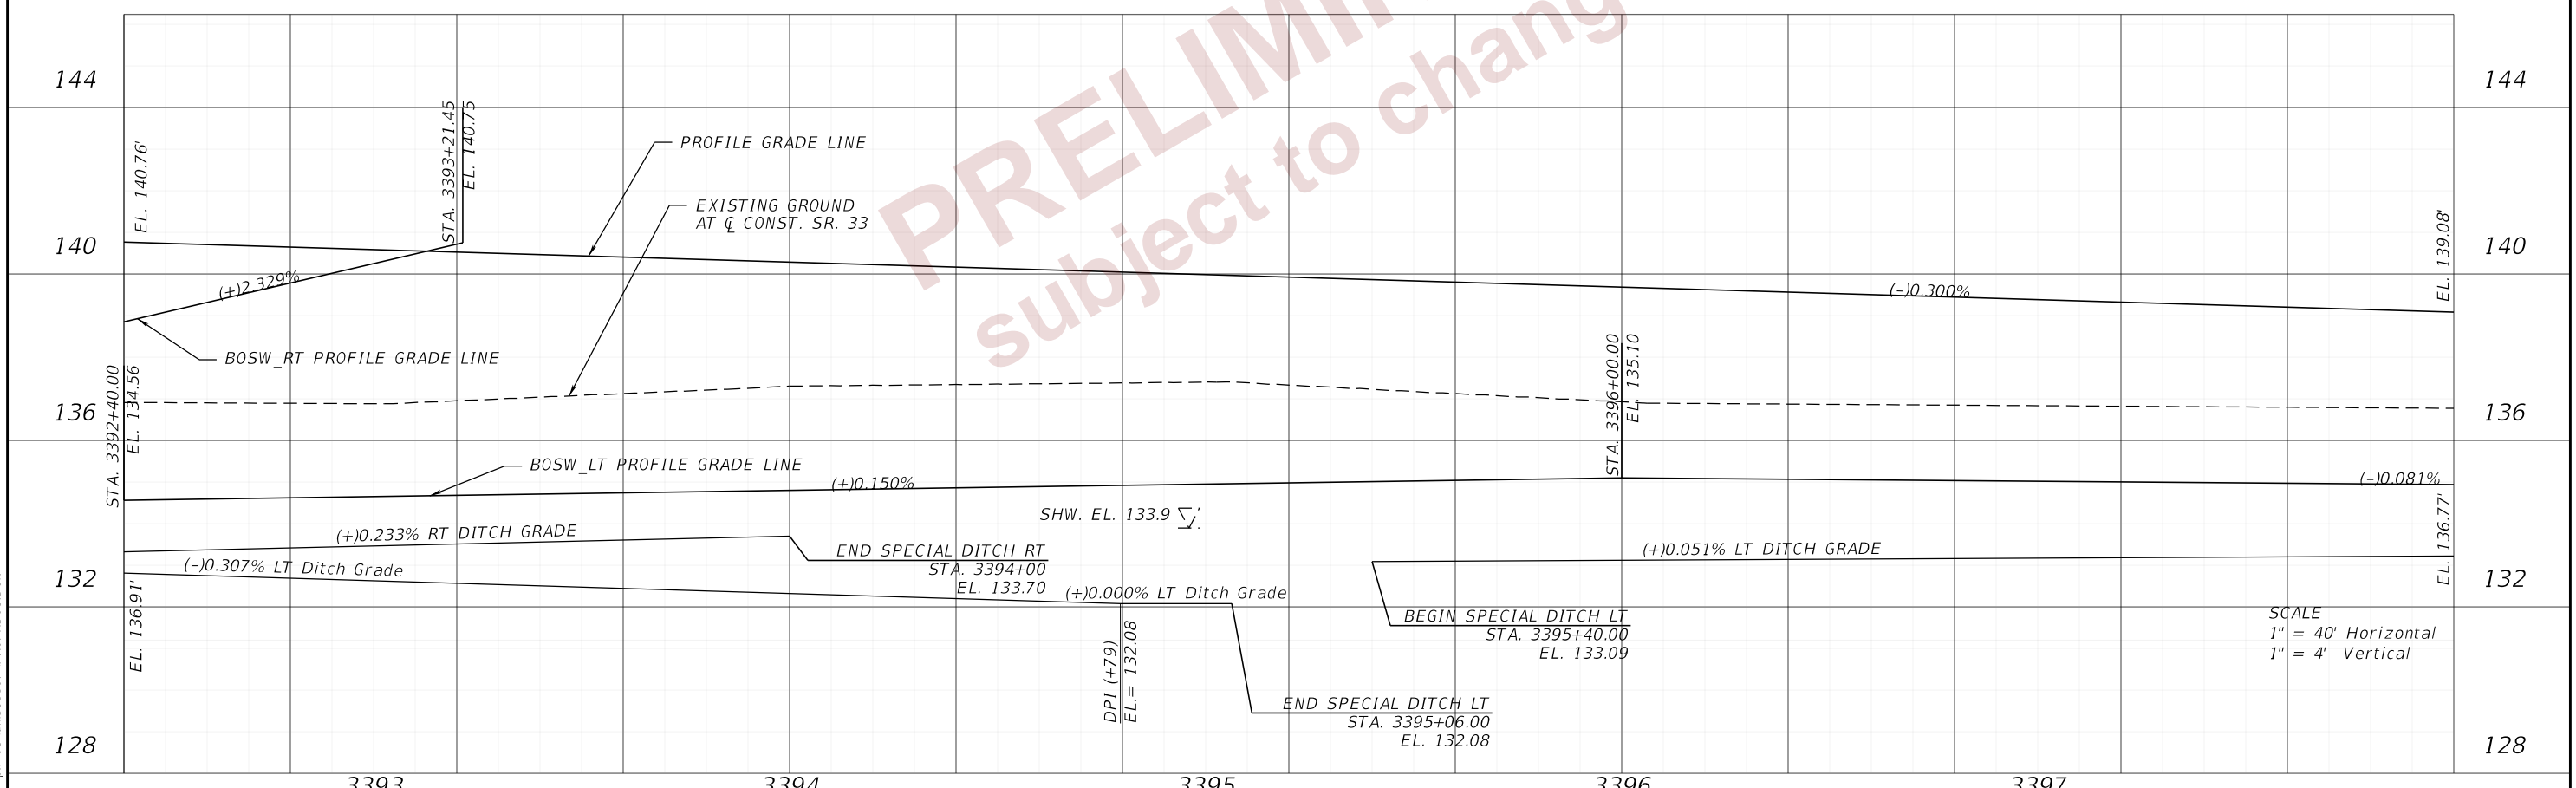 PRELIMI
subject to chang
144
144
EL. 140.76'
STA. 3393+21.45
EL. 140.75
PROFILE GRADE LINE
EXISTING GROUND
AT ℄ CONST. SR. 33
140
EL. 139.08'
140
(+)2.329%
(-)0.300%
BOSW_RT PROFILE GRADE LINE
STA. 3392+40.00
EL. 134.56
STA. 3396+00.00
EL. 135.10
136
136
BOSW_LT PROFILE GRADE LINE
(+)0.150%
(-)0.081%
SHW. EL. 133.9
(+)0.233% RT DITCH GRADE
END SPECIAL DITCH RT
STA. 3394+00
EL. 133.70
(+)0.051% LT DITCH GRADE
EL. 136.77'
(-)0.307% LT Ditch Grade
132
132
EL. 136.91'
(+)0.000% LT Ditch Grade
DPI (+79)
EL.= 132.08
BEGIN SPECIAL DITCH LT
STA. 3395+40.00
EL. 133.09
SCALE
1" = 40' Horizontal
1" = 4' Vertical
END SPECIAL DITCH LT
STA. 3395+06.00
EL. 132.08
128
128
3393
3394
3395
3396
3397